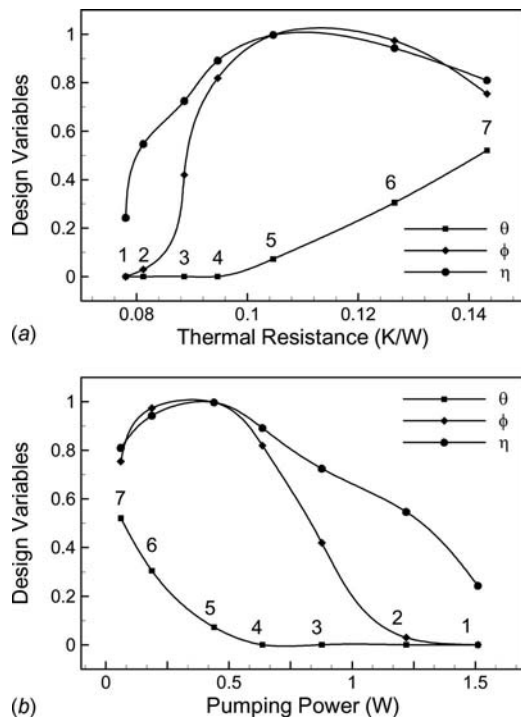 Design Variables
1
0.8
0.6
0.4
0.2
0
1 2 3 4 5 6 7
θ
ϕ
η
0.08 0.10 0.12 0.14
(a) Thermal Resistance (K/W)
Design Variables
1
0.8
0.6
0.4
0.2
0
θ
ϕ
η
7 6 5 4 3 2 1
0 0.5 1 1.5
(b) Pumping Power (W)